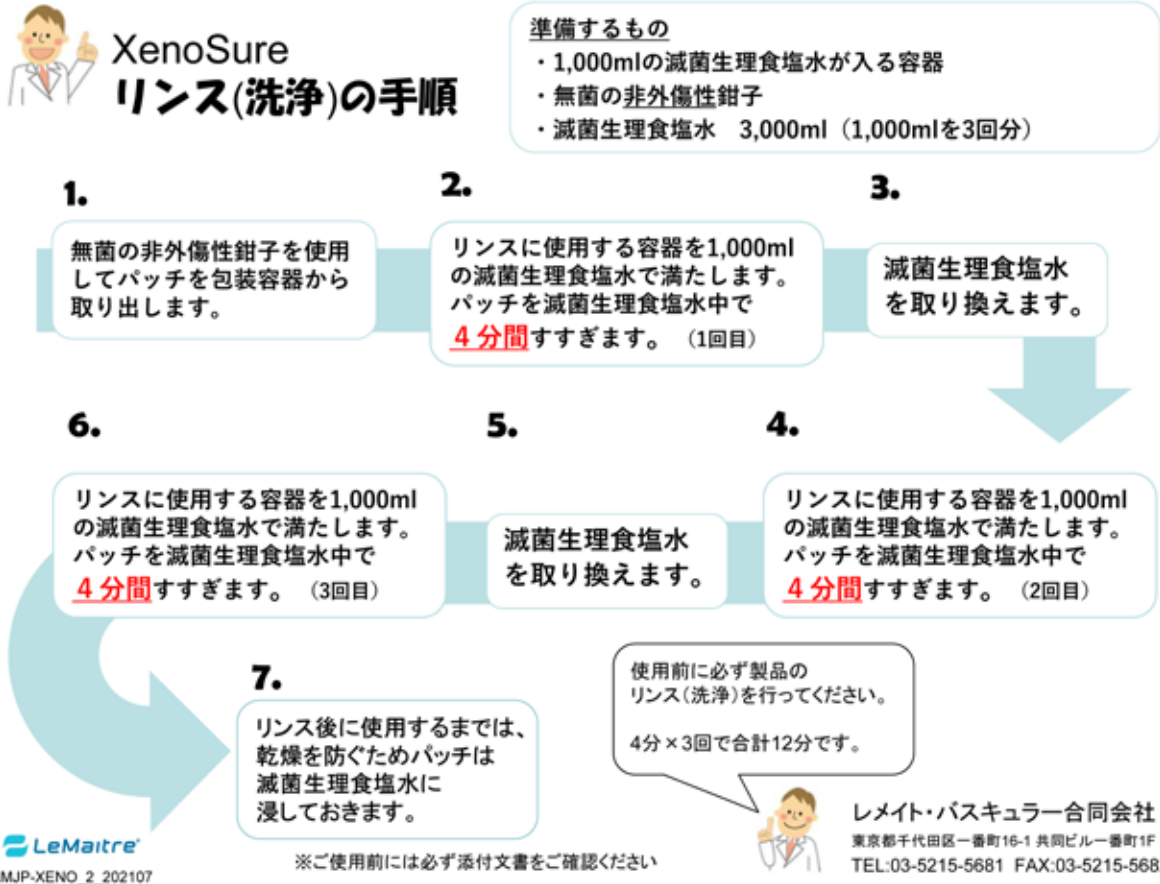 XenoSure
リンス(洗浄)の手順
準備するもの
・1,000mlの滅菌生理食塩水が入る容器
・無菌の非外傷性鉗子
・滅菌生理食塩水　3,000ml（1,000mlを3回分）
1.
無菌の非外傷性鉗子を使用
してパッチを包装容器から
取り出します。
2.
リンスに使用する容器を1,000ml
の滅菌生理食塩水で満たします。
パッチを滅菌生理食塩水中で
４分間すすぎます。（1回目）
3.
滅菌生理食塩水
を取り換えます。
4.
リンスに使用する容器を1,000ml
の滅菌生理食塩水で満たします。
パッチを滅菌生理食塩水中で
４分間すすぎます。（2回目）
5.
滅菌生理食塩水
を取り換えます。
6.
リンスに使用する容器を1,000ml
の滅菌生理食塩水で満たします。
パッチを滅菌生理食塩水中で
４分間すすぎます。（3回目）
7.
リンス後に使用するまでは、
乾燥を防ぐためパッチは
滅菌生理食塩水に
浸しておきます。
使用前に必ず製品の
リンス（洗浄）を行ってください。
4分×3回で合計12分です。
LeMaitre
MJP-XENO_2_202107
※ご使用前には必ず添付文書をご確認ください
レメイト・バスキュラー合同会社
東京都千代田区一番町16-1 共同ビル一番町1F
TEL:03-5215-5681 FAX:03-5215-568